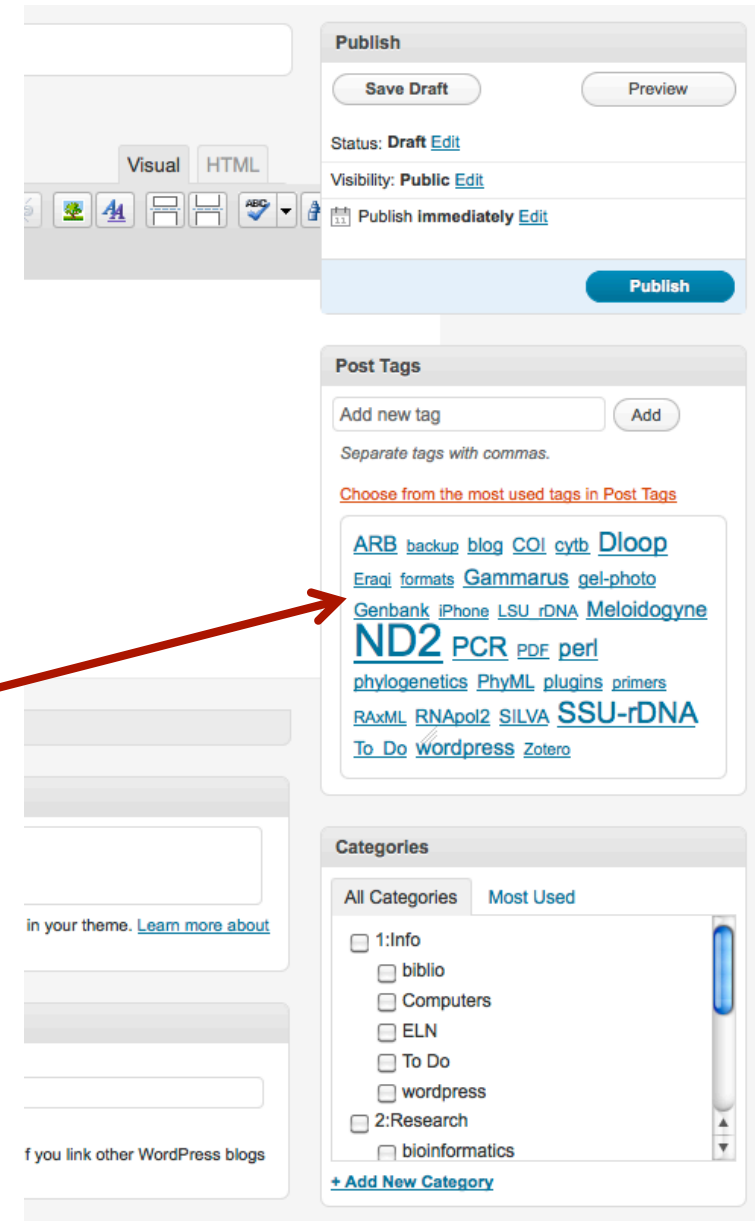 Publish
Save Draft Preview
Status: Draft Edit
Visual HTML
Visibility: Public Edit
ABC
11 Publish immediately Edit
Publish
Post Tags
Add new tag Add
Separate tags with commas.
Choose from the most used tags in Post Tags
ARB backup blog COI cytb Dloop
Eraqi formats Gammarus gel-photo
Genbank iPhone LSU rDNA Meloidogyne
ND2 PCR PDF perl
phylogenetics PhyML plugins primers
RAxML RNApol2 SILVA SSU-rDNA
To Do wordpress Zotero
Categories
All Categories Most Used
in your theme. Learn more about
1:Info
biblio
Computers
ELN
To Do
wordpress
2:Research
bioinformatics
f you link other WordPress blogs
+ Add New Category